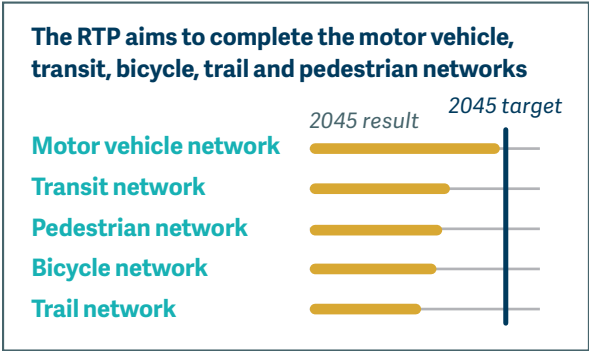 The RTP aims to complete the motor vehicle,
transit, bicycle, trail and pedestrian networks
2045 result
2045 target
Motor vehicle network
Transit network
Pedestrian network
Bicycle network
Trail network